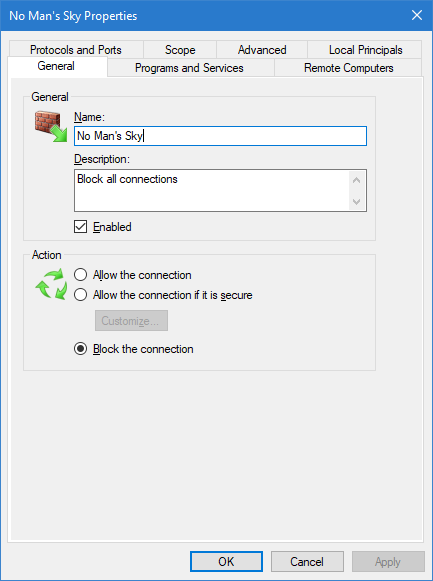 No Man's Sky Properties
Protocols and Ports Scope Advanced Local Principals
General Programs and Services Remote Computers
General
Name:
No Man's Sky
Description:
Block all connections
Enabled
Action
Allow the connection
Allow the connection if it is secure
Customize...
Block the connection
OK Cancel Apply